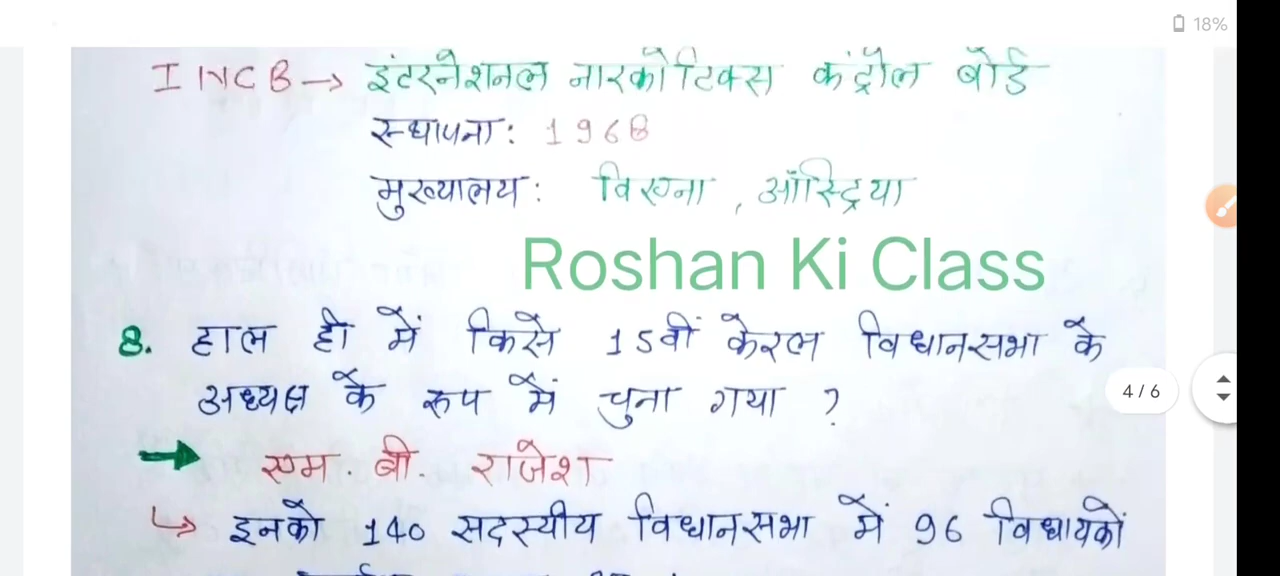 18%
INCB→ इंटरनेशनल नारकोटिक्स कंट्रोल बोर्ड
स्थापना: 1968
मुख्यालय: विएना, ऑस्ट्रिया
Roshan Ki Class
8. हाल ही में किसे 15वीं केरल विधानसभा के
अध्यक्ष के रूप में चुना गया ?
4 / 6
→ एम. बी. राजेश
↳ इनको 140 सदस्यीय विधानसभा में 96 विधायकों